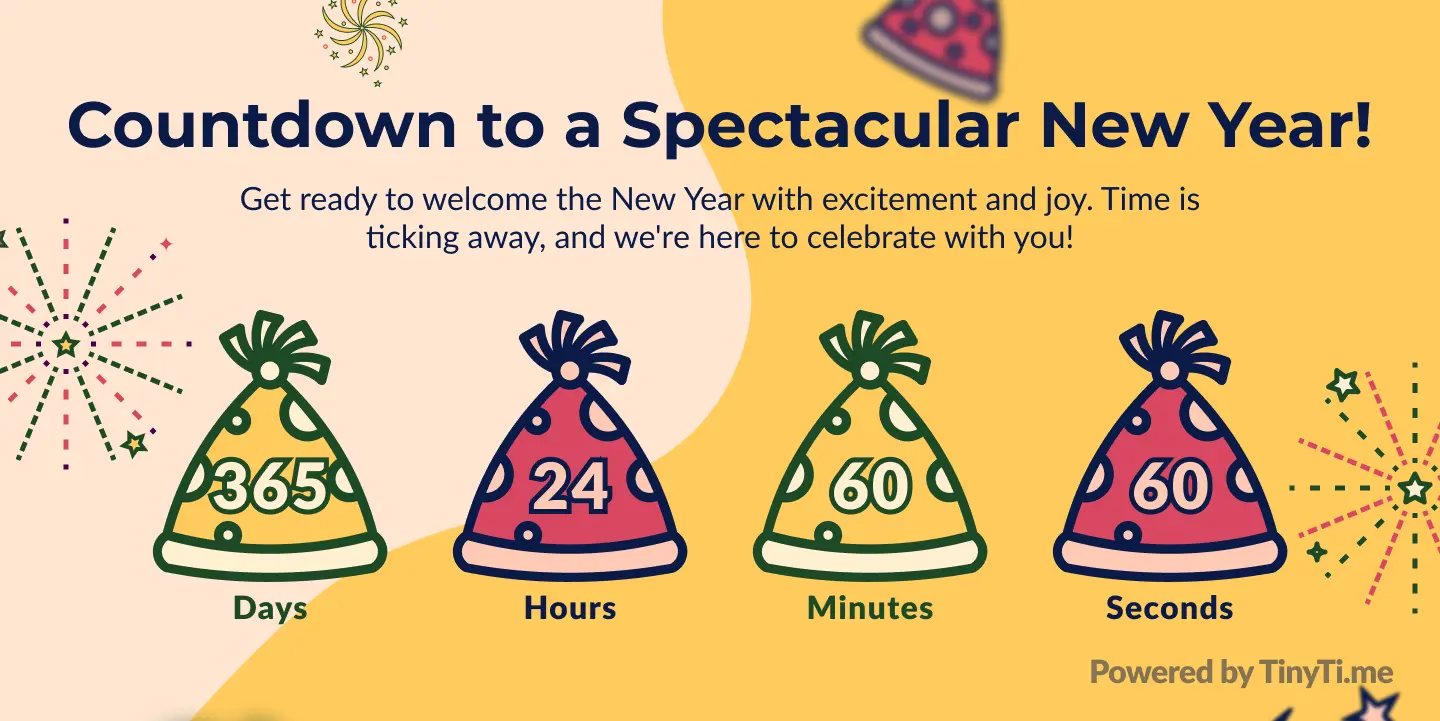 Countdown to a Spectacular New Year!
Get ready to welcome the New Year with excitement and joy. Time is
ticking away, and we're here to celebrate with you!
365 24 60 60
Days Hours Minutes Seconds
Powered by TinyTi.me